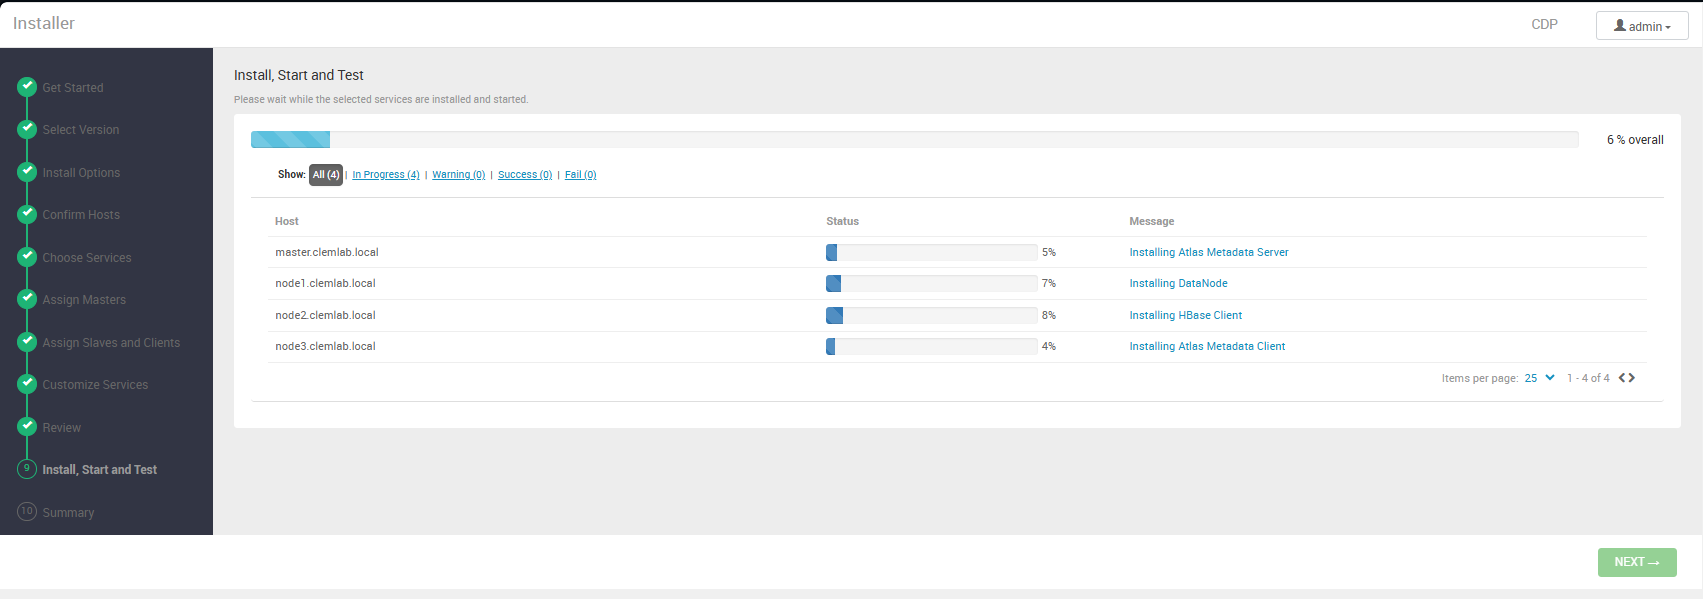 Installer
CDP
admin
Get Started
Select Version
Install Options
Confirm Hosts
Choose Services
Assign Masters
Assign Slaves and Clients
Customize Services
Review
9 Install, Start and Test
10 Summary
Install, Start and Test
Please wait while the selected services are installed and started.
6 % overall
Show: All (4) | In Progress (4) | Warning (0) | Success (0) | Fail (0)
Host Status Message
master.clemlab.local 5% Installing Atlas Metadata Server
node1.clemlab.local 7% Installing DataNode
node2.clemlab.local 8% Installing HBase Client
node3.clemlab.local 4% Installing Atlas Metadata Client
Items per page: 25 1 - 4 of 4
NEXT →